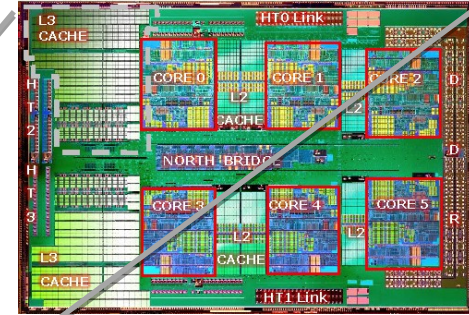 L3
CACHE
HT0 Link
CORE 0
CORE 1
CORE 2
L2
CACHE
L2
H
T
2
D
D
R
NORTH BRIDG
H
T
3
CORE 3
CORE 4
CORE 5
L2
CACHE
L2
L3
CACHE
HT1 Link